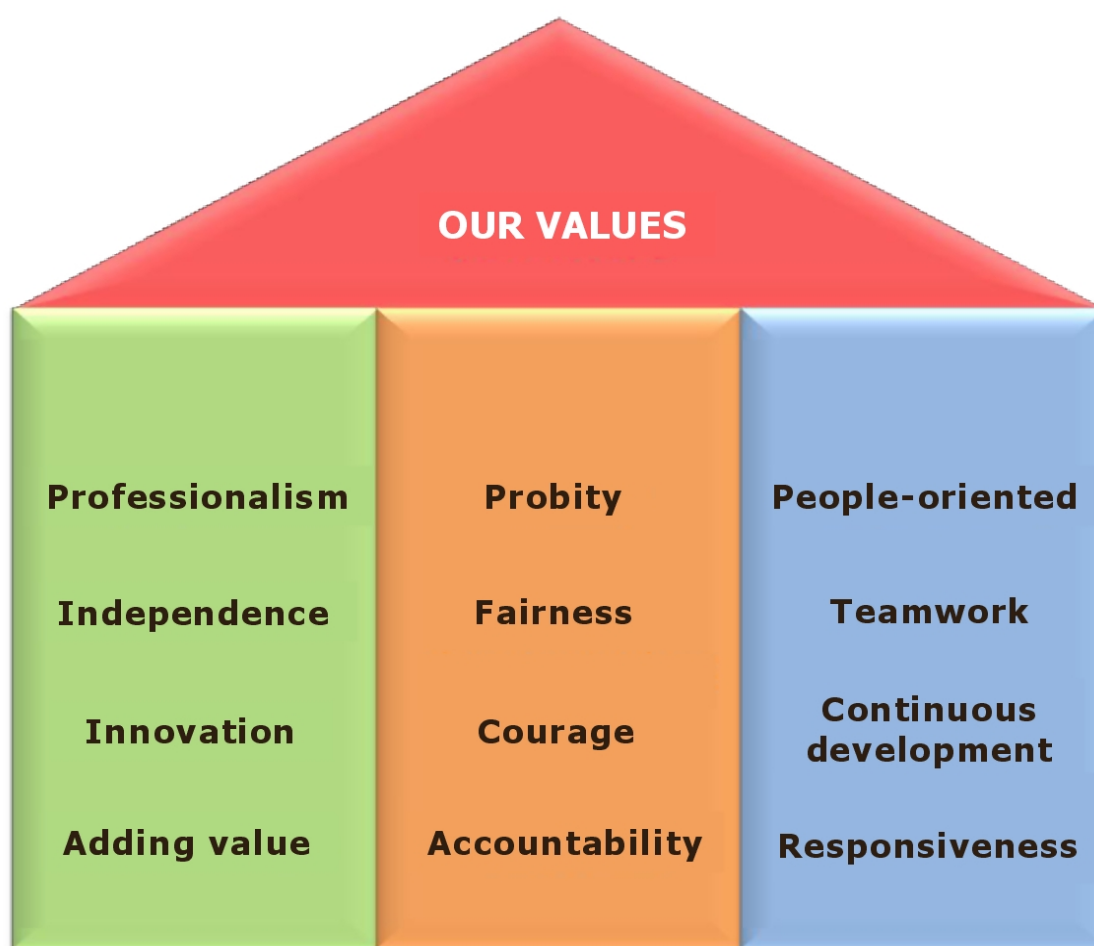 OUR VALUES
Professionalism
Independence
Innovation
Adding value
Probity
Fairness
Courage
Accountability
People-oriented
Teamwork
Continuous
development
Responsiveness